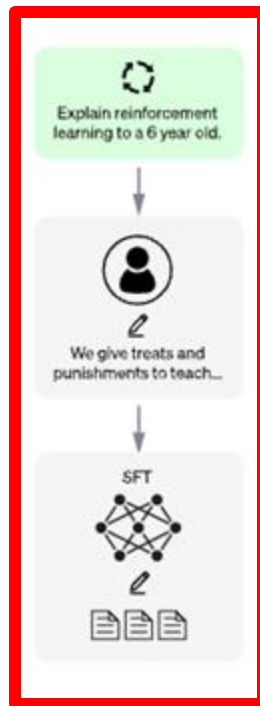 Explain reinforcement
learning to a 6 year old.
We give treats and
punishments to teach...
SFT